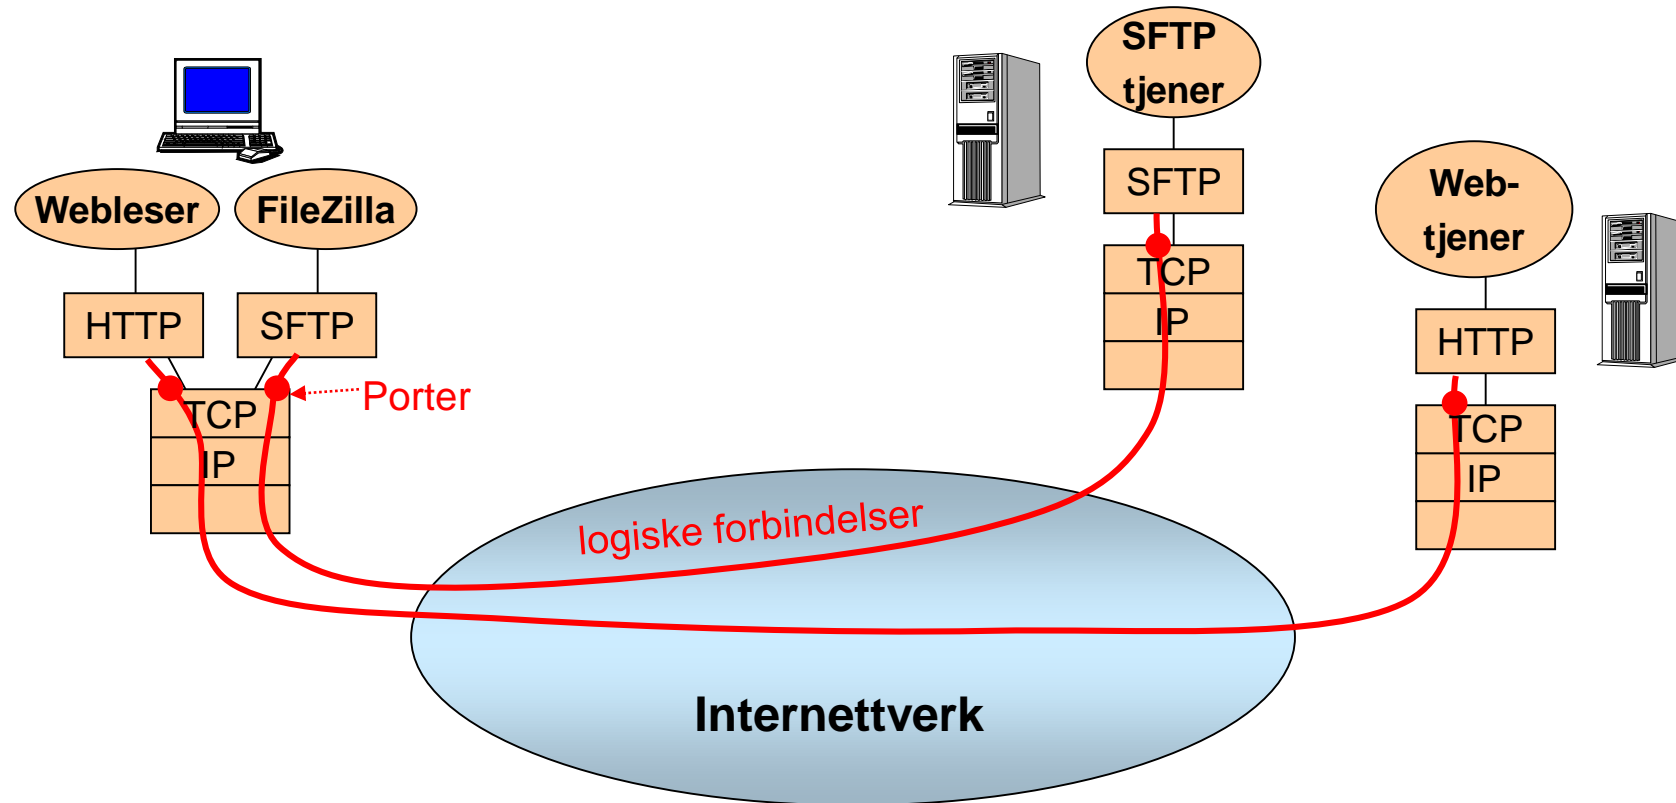 SFTP
tjener
SFTP
TCP
IP
Web-
tjener
HTTP
TCP
IP
Webleser
FileZilla
HTTP
SFTP
Porter
TCP
IP
logiske forbindelser
Internettverk